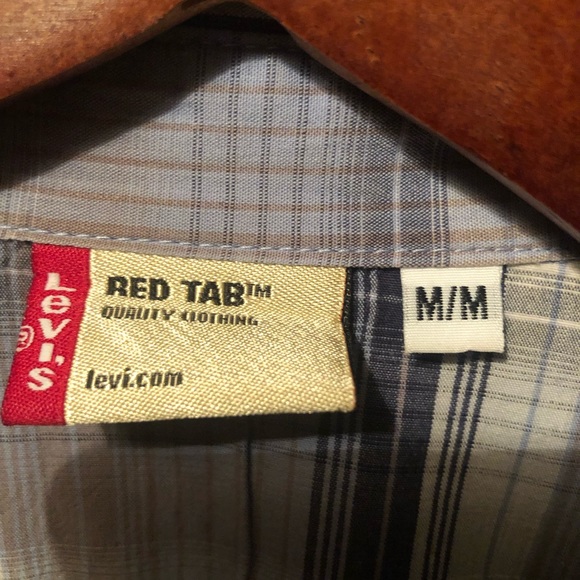 Levi's®
RED TAB™
QUALITY CLOTHING
levi.com
M/M